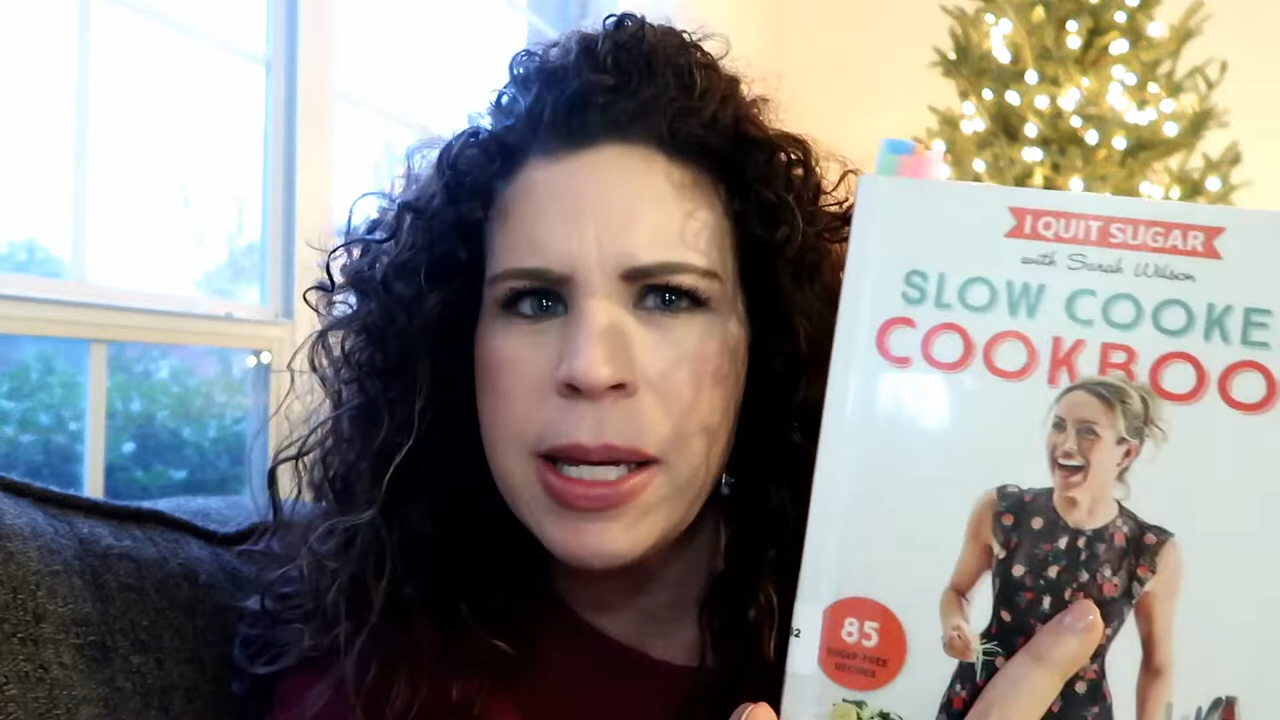 I QUIT SUGAR
with Sarah Wilson
SLOW COOKE
COOKBOO
85
SUGAR-FREE
RECIPES